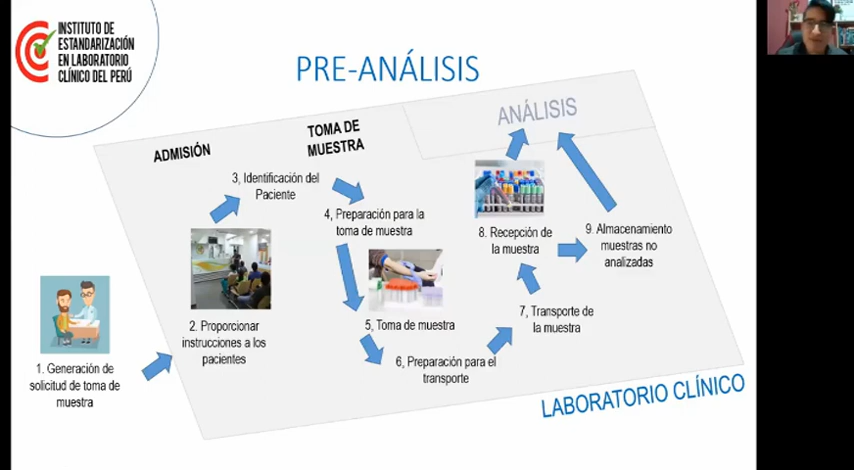 INSTITUTO DE
ESTANDARIZACIÓN
EN LABORATORIO
CLÍNICO DEL PERÚ
PRE-ANÁLISIS
ADMISIÓN
TOMA DE
MUESTRA
ANÁLISIS
1. Generación de
solicitud de toma de
muestra
2. Proporcionar
instrucciones a los
pacientes
3, Identificación del
Paciente
4, Preparación para la
toma de muestra
5, Toma de muestra
6, Preparación para el
transporte
7, Transporte de
la muestra
8. Recepción de
la muestra
9. Almacenamiento
muestras no
analizadas
LABORATORIO CLÍNICO